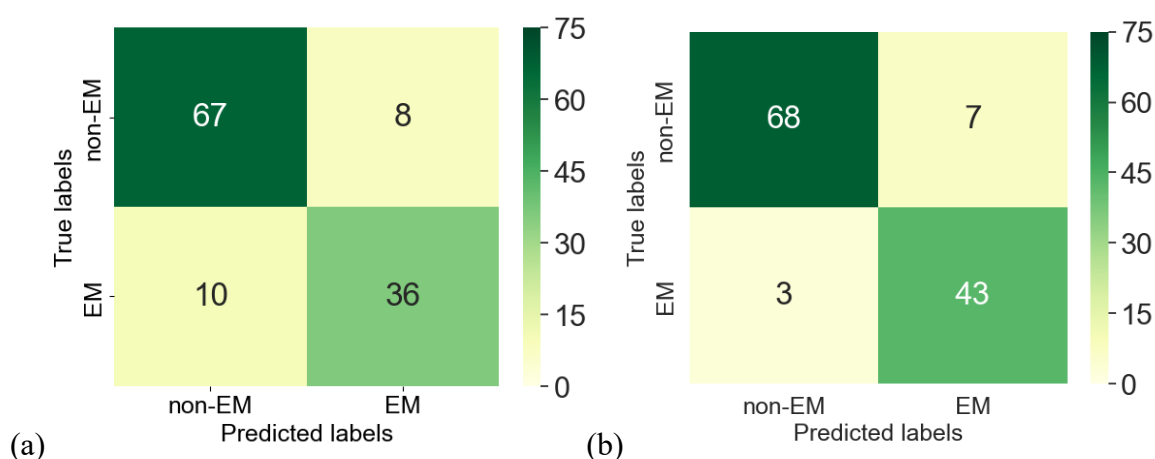 True labels
non-EM
EM
67 8
10 36
75
60
45
30
15
0
non-EM EM
Predicted labels
(a)
True labels
non-EM
EM
68 7
3 43
75
60
45
30
15
0
non-EM EM
Predicted labels
(b)